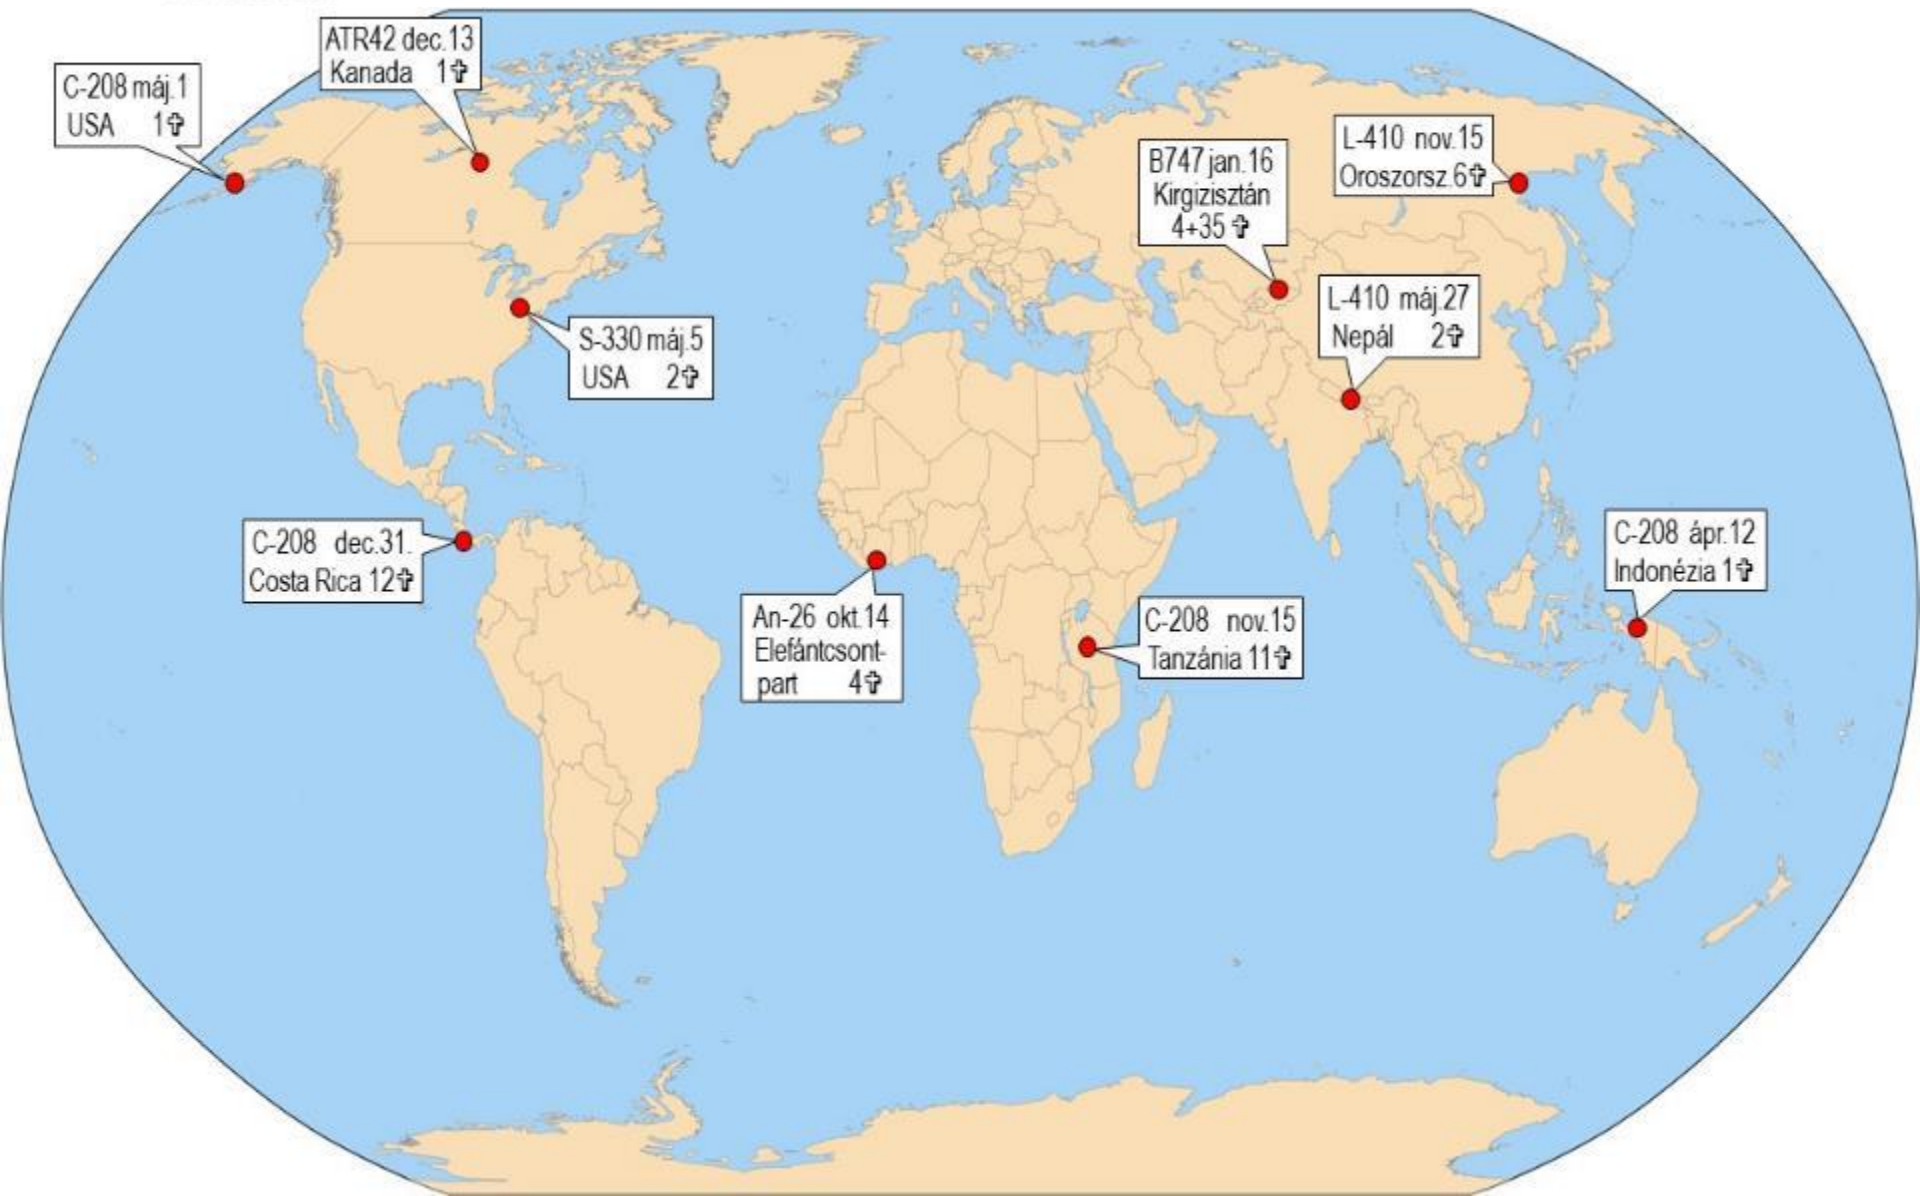 ATR42 dec.13
Kanada 1✞
C-208 máj.1
USA 1✞
B747 jan.16
Kirgizisztán
4+35 ✞
L-410 nov.15
Oroszorsz.6✞
L-410 máj.27
Nepál 2✞
S-330 máj.5
USA 2✞
C-208 dec.31.
Costa Rica 12✞
An-26 okt.14
Elefántcsont-
part 4✞
C-208 nov.15
Tanzánia 11✞
C-208 ápr.12
Indonézia 1✞